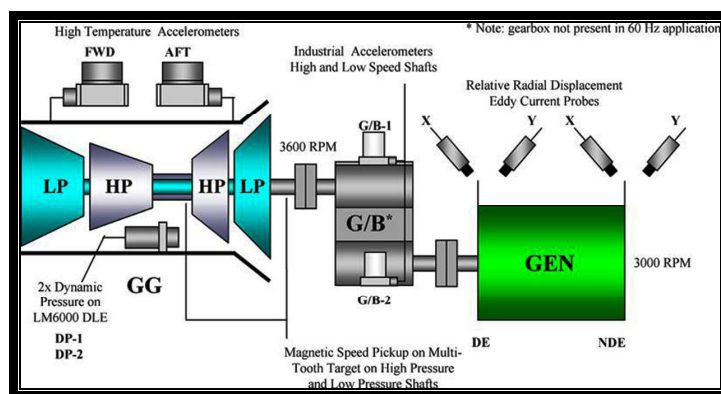 High Temperature Accelerometers
FWD
AFT
Industrial Accelerometers
High and Low Speed Shafts
* Note: gearbox not present in 60 Hz application
Relative Radial Displacement
Eddy Current Probes
X
Y
X
Y
G/B-1
3600 RPM
LP
HP
HP
LP
G/B*
GEN
3000 RPM
2x Dynamic
Pressure on
LM6000 DLE
DP-1
DP-2
GG
G/B-2
DE
NDE
Magnetic Speed Pickup on Multi-
Tooth Target on High Pressure
and Low Pressure Shafts